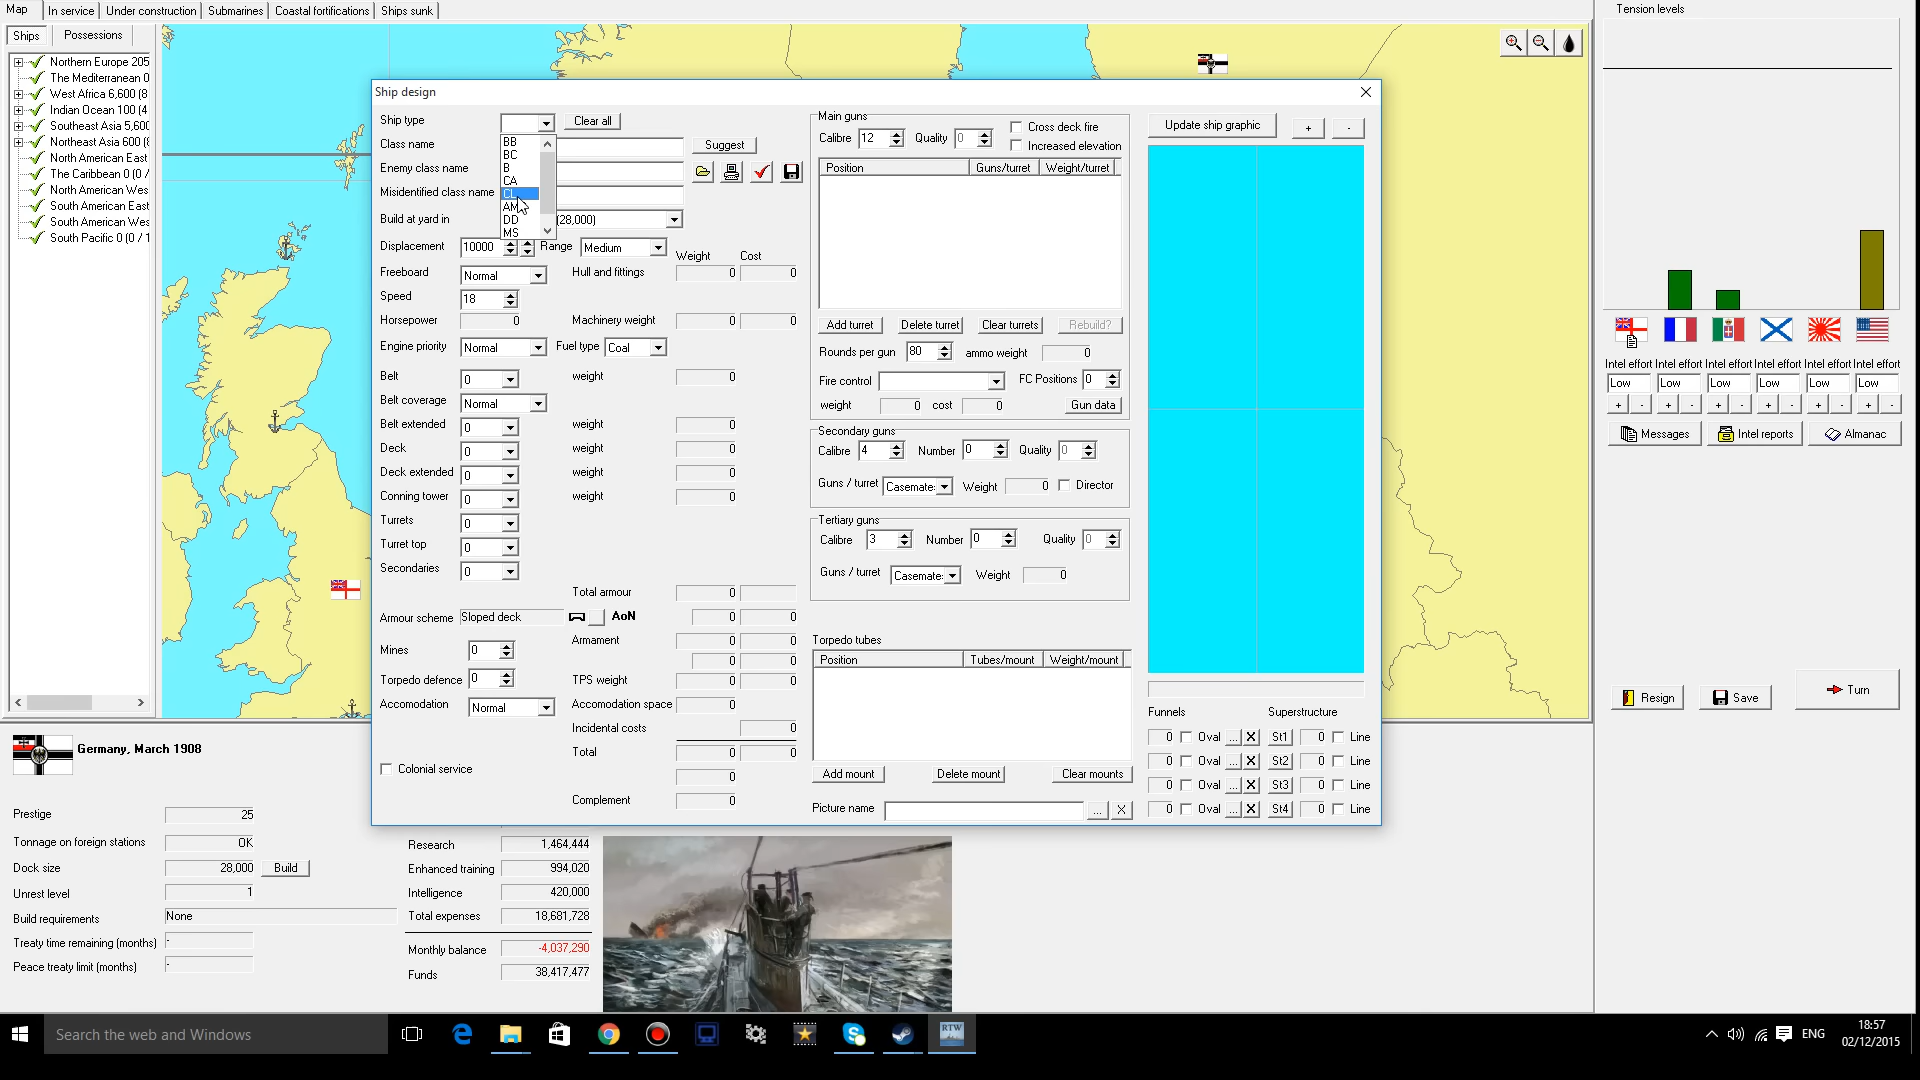 Map
In service
Under construction
Submarines
Coastal fortifications
Ships sunk
Ships
Possessions
Northern Europe 205
The Mediterranean 0
West Africa 6,600 (8
Indian Ocean 100 (4
Southeast Asia 5,600
Northeast Asia 600 (8
North American East
The Caribbean 0 (0 /
North American Wes
South American East
South American Wes
South Pacific 0 (0 / 1
Ship design
Ship type
Clear all
Class name
Suggest
Enemy class name
Misidentified class name
BB
BC
B
CA
CL
AM
DD
MS
Build at yard in
(28,000)
Displacement
10000
Range
Medium
Weight
Cost
Freeboard
Normal
Hull and fittings
0
0
Speed
18
Horsepower
0
Machinery weight
0
0
Engine priority
Normal
Fuel type
Coal
Belt
0
weight
0
Belt coverage
Normal
Belt extended
0
weight
0
Deck
0
weight
0
Deck extended
0
weight
0
Conning tower
0
weight
0
Turrets
0
Turret top
0
Secondaries
0
Total armour
0
Armour scheme
Sloped deck
AoN
0
0
Armament
0
0
Mines
0
0
0
Torpedo defence
0
TPS weight
0
0
Accomodation
Normal
Accomodation space
0
Incidental costs
0
Total
0
0
Colonial service
0
Complement
0
Main guns
Calibre
12
Quality
0
Cross deck fire
Increased elevation
Position
Guns/turret
Weight/turret
Add turret
Delete turret
Clear turrets
Rebuild?
Rounds per gun
80
ammo weight
0
Fire control
FC Positions
0
weight
0
cost
0
Gun data
Secondary guns
Calibre
4
Number
0
Quality
0
Guns / turret
Casemate:
Weight
0
Director
Tertiary guns
Calibre
3
Number
0
Quality
0
Guns / turret
Casemate:
Weight
0
Torpedo tubes
Position
Tubes/mount
Weight/mount
Add mount
Delete mount
Clear mounts
Picture name
...
X
Update ship graphic
+
-
Funnels
Superstructure
0
Oval
...
X
St1
0
Line
0
Oval
...
X
St2
0
Line
0
Oval
...
X
St3
0
Line
0
Oval
...
X
St4
0
Line
Tension levels
Intel effort Intel effort Intel effort Intel effort Intel effort Intel effort
Low Low Low Low Low Low
+ - + - + - + - + - + -
Messages
Intel reports
Almanac
Resign
Save
Turn
Germany, March 1908
Prestige
25
Tonnage on foreign stations
OK
Dock size
28,000
Build
Unrest level
1
Build requirements
None
Treaty time remaining (months)
-
Peace treaty limit (months)
-
Research
1,464,444
Enhanced training
994,020
Intelligence
420,000
Total expenses
18,681,728
Monthly balance
-4,037,290
Funds
38,417,477
Search the web and Windows
RTW
ENG
18:57
02/12/2015